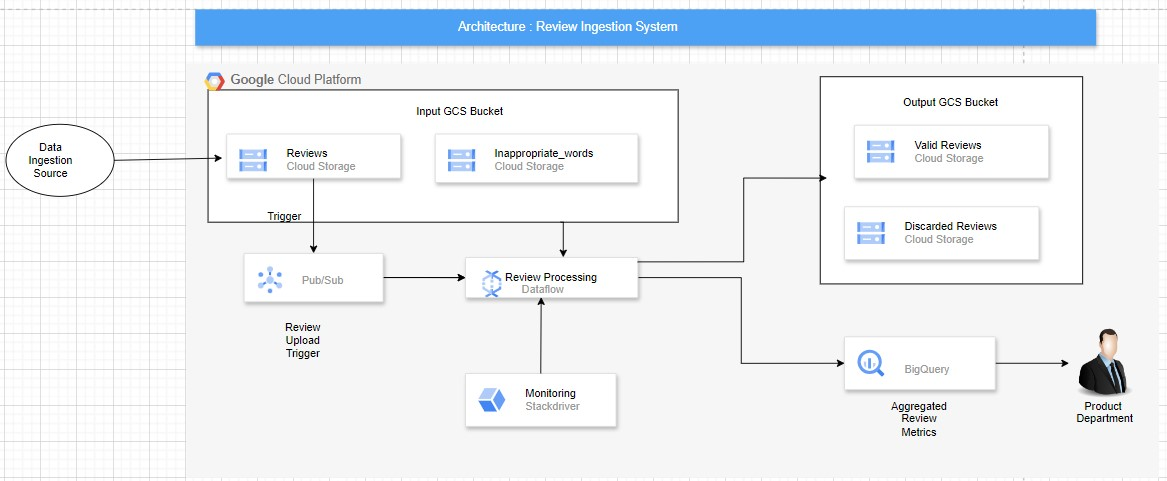 Architecture : Review Ingestion System
Google Cloud Platform
Input GCS Bucket
Output GCS Bucket
Data
Ingestion
Source
Reviews
Cloud Storage
Inappropriate_words
Cloud Storage
Valid Reviews
Cloud Storage
Discarded Reviews
Cloud Storage
Trigger
Pub/Sub
Review
Upload
Trigger
Review Processing
Dataflow
Monitoring
Stackdriver
BigQuery
Aggregated
Review
Metrics
Product
Department